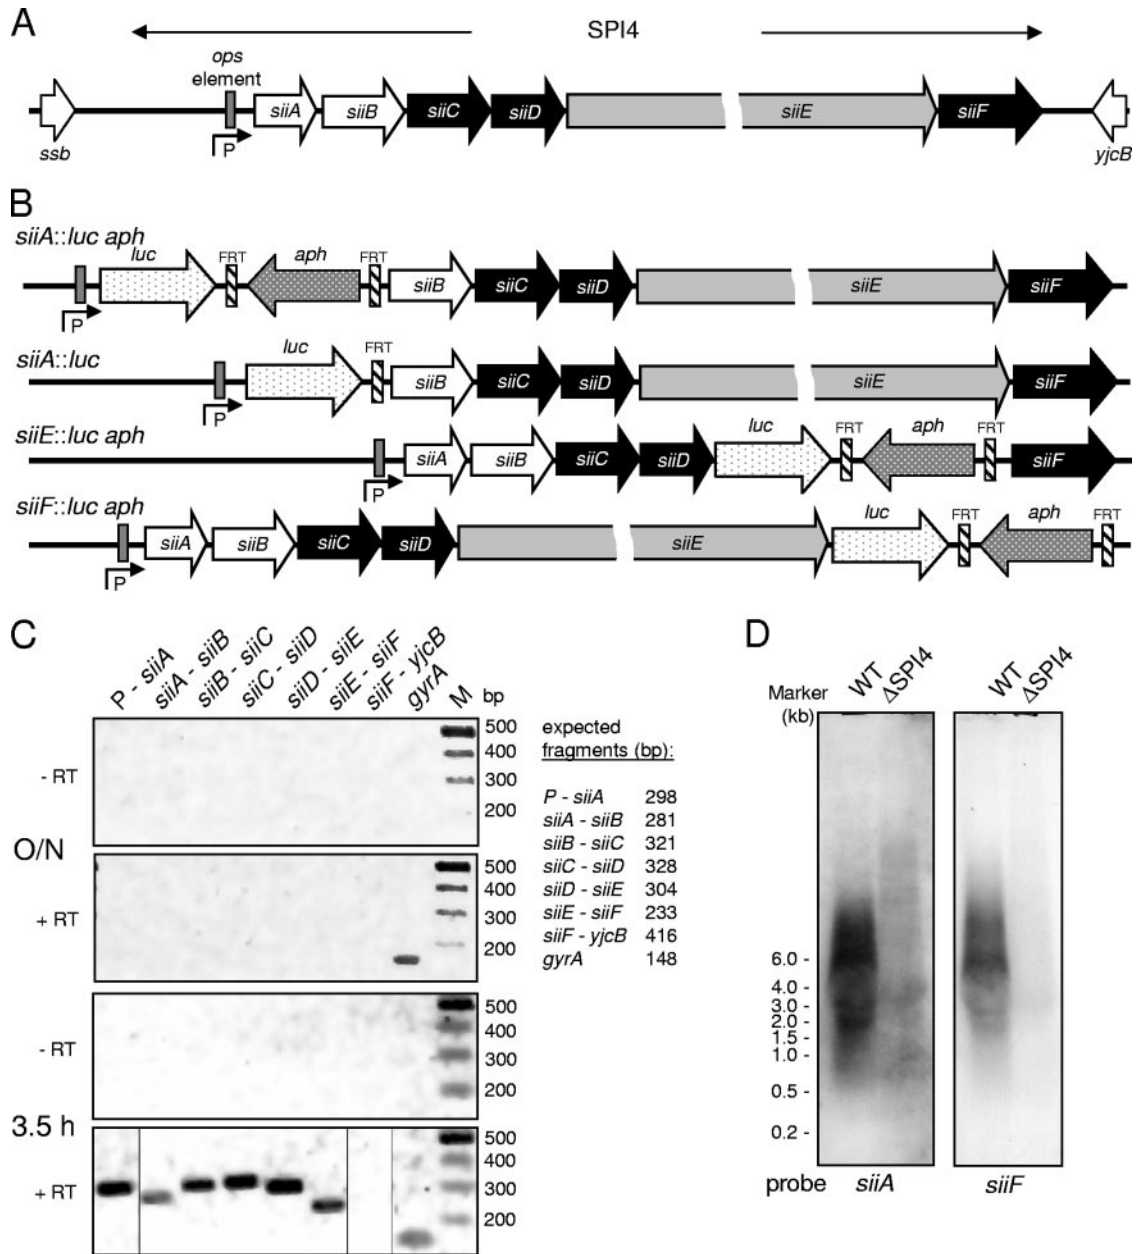 A
SPI4
ops
element
siiA
siiB
siiC
siiD
siiE
siiF
P
ssb
yjcB
B
siiA::luc aph
luc
FRT
aph
FRT
siiB
siiC
siiD
siiE
siiF
P
siiA::luc
luc
FRT
siiB
siiC
siiD
siiE
siiF
P
siiE::luc aph
luc
FRT
aph
FRT
siiA
siiB
siiC
siiD
siiF
P
siiF::luc aph
luc
FRT
aph
FRT
siiA
siiB
siiC
siiD
siiE
P
C
P - siiA
siiA - siiB
siiB - siiC
siiC - siiD
siiD - siiE
siiE - siiF
siiF - yjcB
gyrA
M
bp
- RT
500
400
300
200
O/N
+ RT
500
400
300
200
- RT
500
400
300
200
3.5 h
+ RT
500
400
300
200
expected
fragments (bp):
P - siiA 298
siiA - siiB 281
siiB - siiC 321
siiC - siiD 328
siiD - siiE 304
siiE - siiF 233
siiF - yjcB 416
gyrA 148
D
Marker
(kb)
WT
ΔSPI4
WT
ΔSPI4
6.0 -
4.0 -
3.0 -
2.0 -
1.5 -
1.0 -
0.5 -
0.2 -
probe siiA siiF